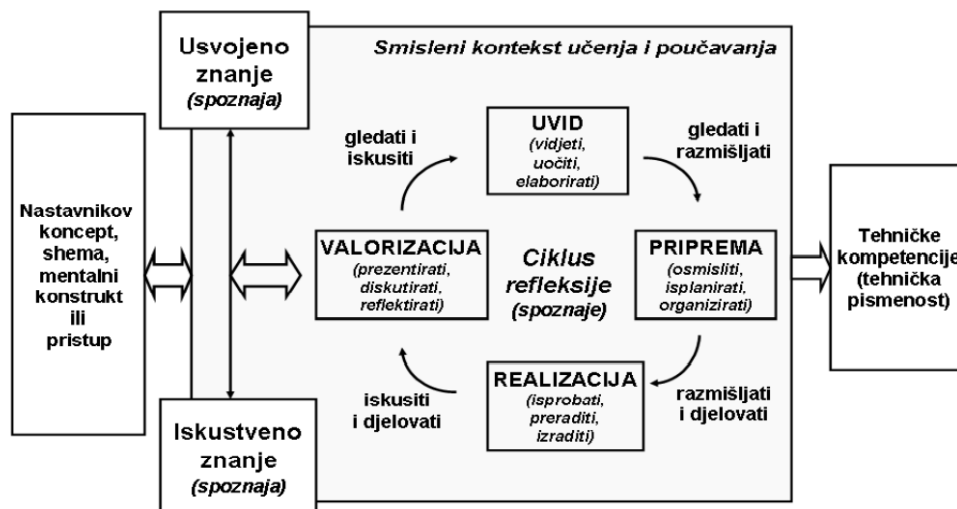 Usvojeno
znanje
(spoznaja)
Smisleni kontekst učenja i poučavanja
Nastavnikov
koncept,
shema,
mentalni
konstrukt
ili
pristup
gledati i
iskusiti
UVID
(vidjeti,
uočiti,
elaborirati)
gledati i
razmišljati
VALORIZACIJA
(prezentirati,
diskutirati,
reflektirati)
Ciklus
refleksije
(spoznaje)
PRIPREMA
(osmisliti,
isplanirati,
organizirati)
Tehničke
kompetencije
(tehnička
pismenost)
iskusiti
i djelovati
REALIZACIJA
(isprobati,
preraditi,
izraditi)
razmišljati
i djelovati
Iskustveno
znanje
(spoznaja)